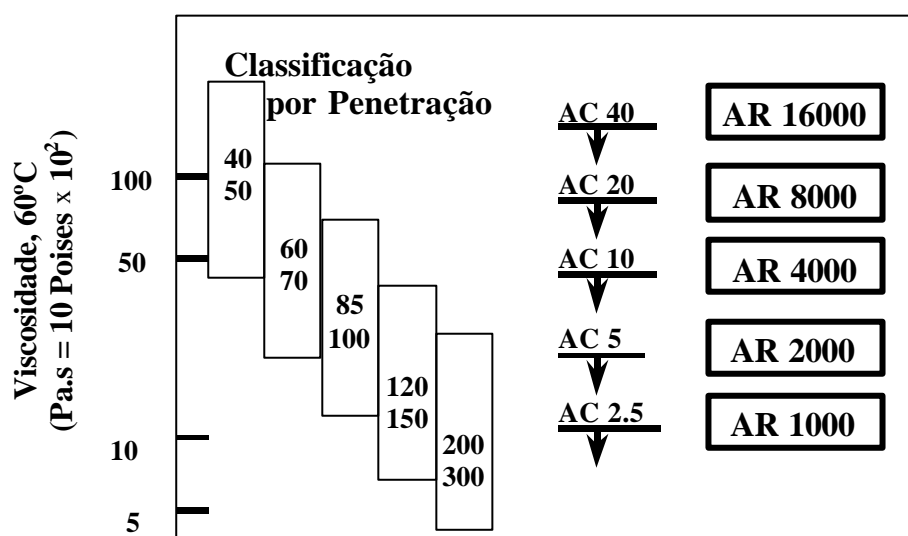 Classificação
por Penetração
Viscosidade, 60ºC
(Pa.s = 10 Poises x 10²)
100
50
10
5
40
50
60
70
85
100
120
150
200
300
AC 40
AC 20
AC 10
AC 5
AC 2.5
AR 16000
AR 8000
AR 4000
AR 2000
AR 1000